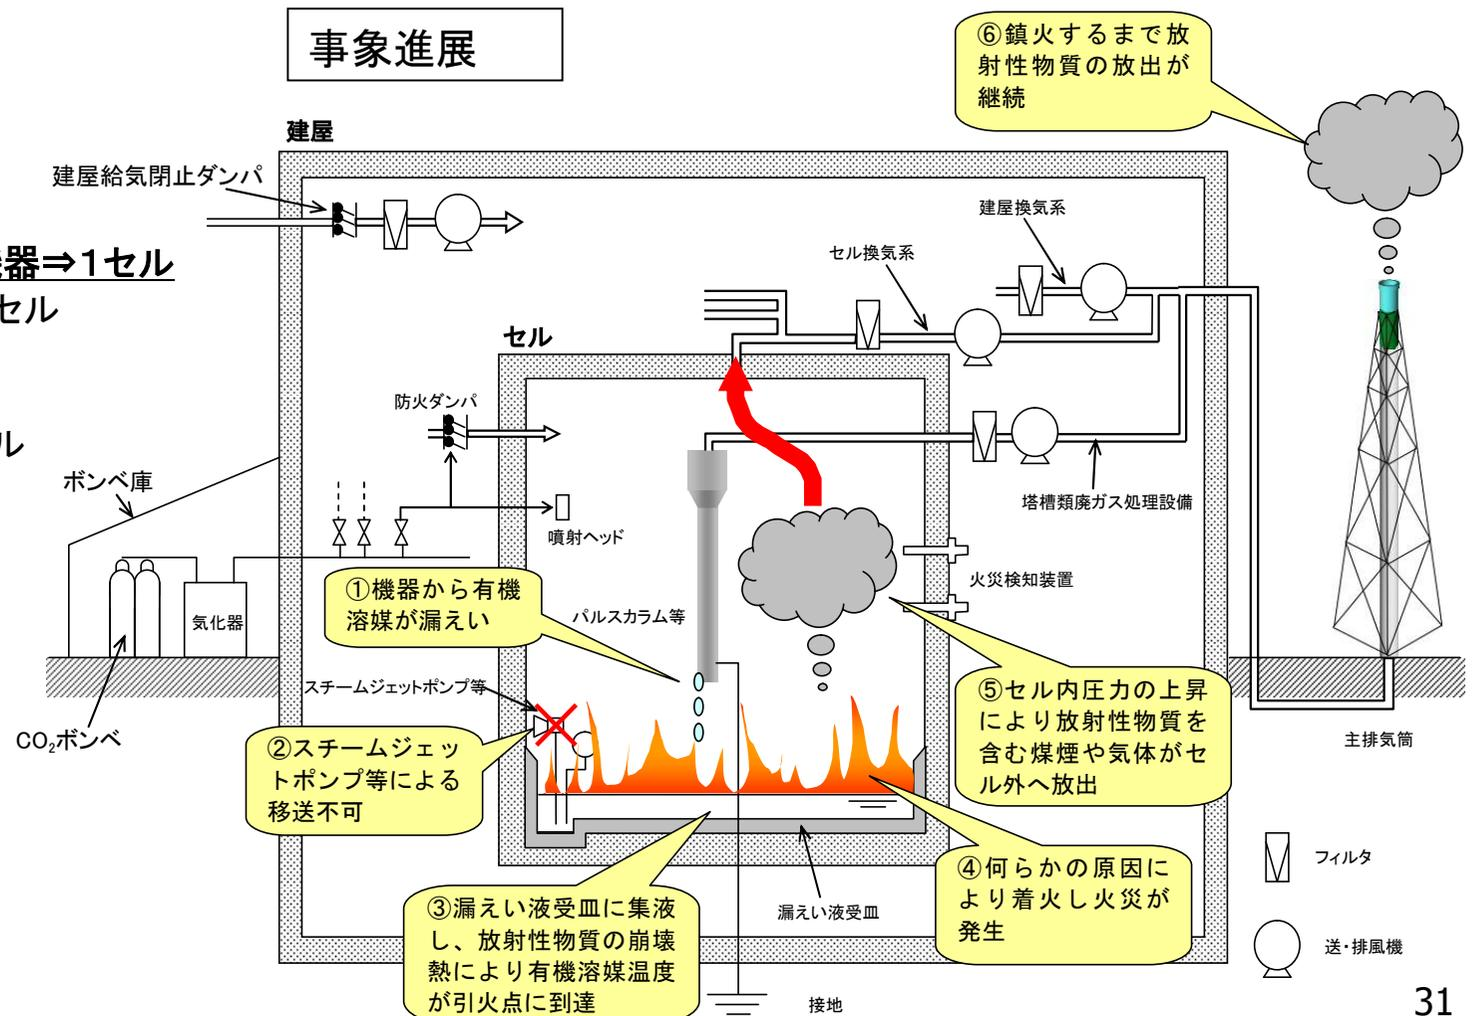 事象進展
⑥鎮火するまで放
射性物質の放出が
継続
建屋
建屋給気閉止ダンパ
器⇒1セル
セル
ル
建屋換気系
セル換気系
セル
防火ダンパ
ボンベ庫
噴射ヘッド
塔槽類廃ガス処理設備
火災検知装置
気化器
①機器から有機
溶媒が漏えい
パルスカラム等
スチームジェットポンプ等
CO₂ボンベ
②スチームジェッ
トポンプ等による
移送不可
⑤セル内圧力の上昇
により放射性物質を
含む煤煙や気体がセ
ル外へ放出
主排気筒
③漏えい液受皿に集液
し、放射性物質の崩壊
熱により有機溶媒温度
が引火点に到達
漏えい液受皿
④何らかの原因に
より着火し火災が
発生
フィルタ
送・排風機
接地
31